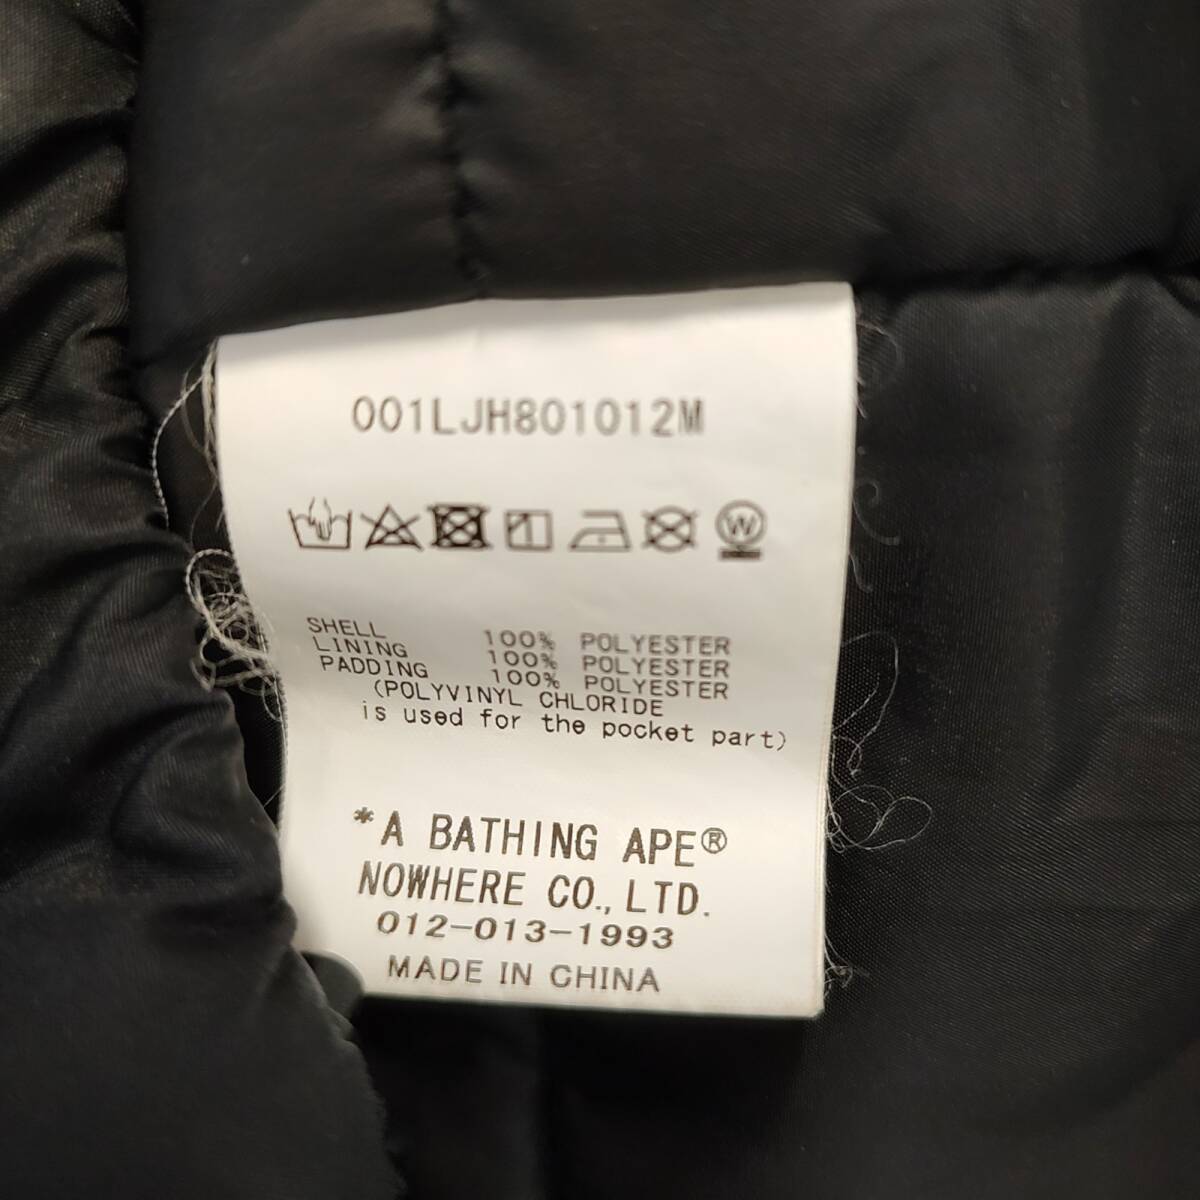 001LJH801012M
W
SHELL 100% POLYESTER
LINING 100% POLYESTER
PADDING 100% POLYESTER
(POLYVINYL CHLORIDE
is used for the pocket part)
*A BATHING APE®
NOWHERE CO., LTD.
012-013-1993
MADE IN CHINA